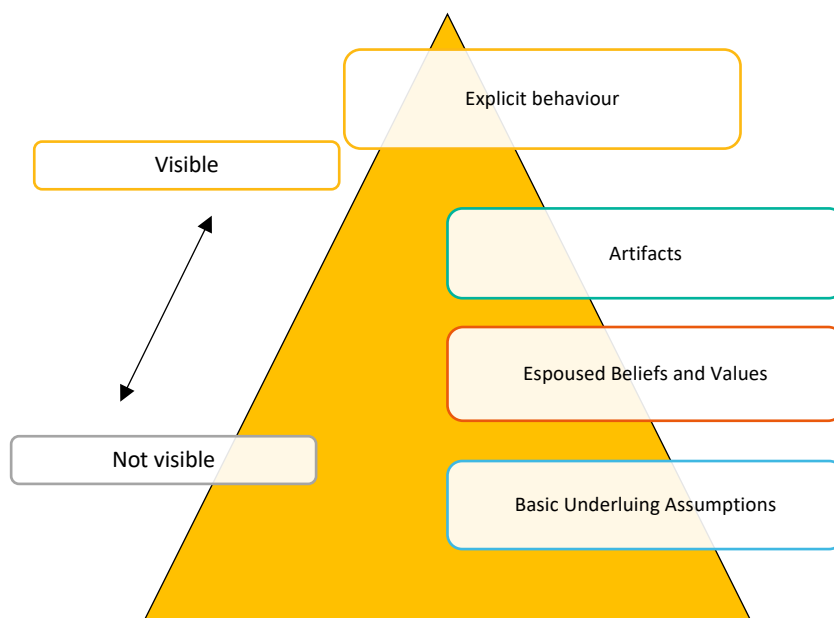 Explicit behaviour
Visible
Artifacts
Espoused Beliefs and Values
Not visible
Basic Underluing Assumptions